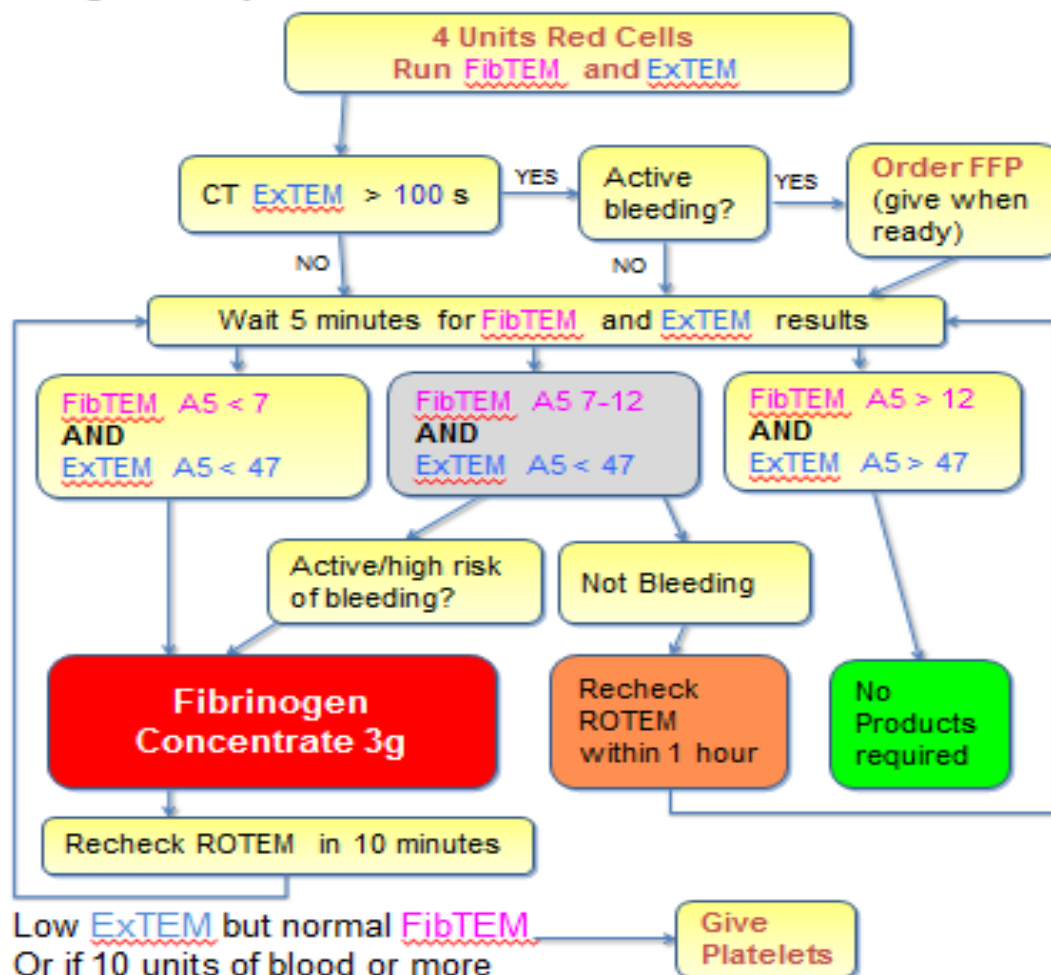 4 Units Red Cells
Run FibTEM and ExTEM
CT ExTEM > 100 s
YES
Active
bleeding?
YES
Order FFP
(give when
ready)
NO
NO
Wait 5 minutes for FibTEM and ExTEM results
FibTEM A5 < 7
AND
ExTEM A5 < 47
FibTEM A5 7-12
AND
ExTEM A5 < 47
FibTEM A5 > 12
AND
ExTEM A5 > 47
Active/high risk
of bleeding?
Not Bleeding
Fibrinogen
Concentrate 3g
Recheck
ROTEM
within 1 hour
No
Products
required
Recheck ROTEM in 10 minutes
Low ExTEM but normal FibTEM
Or if 10 units of blood or more
Give
Platelets